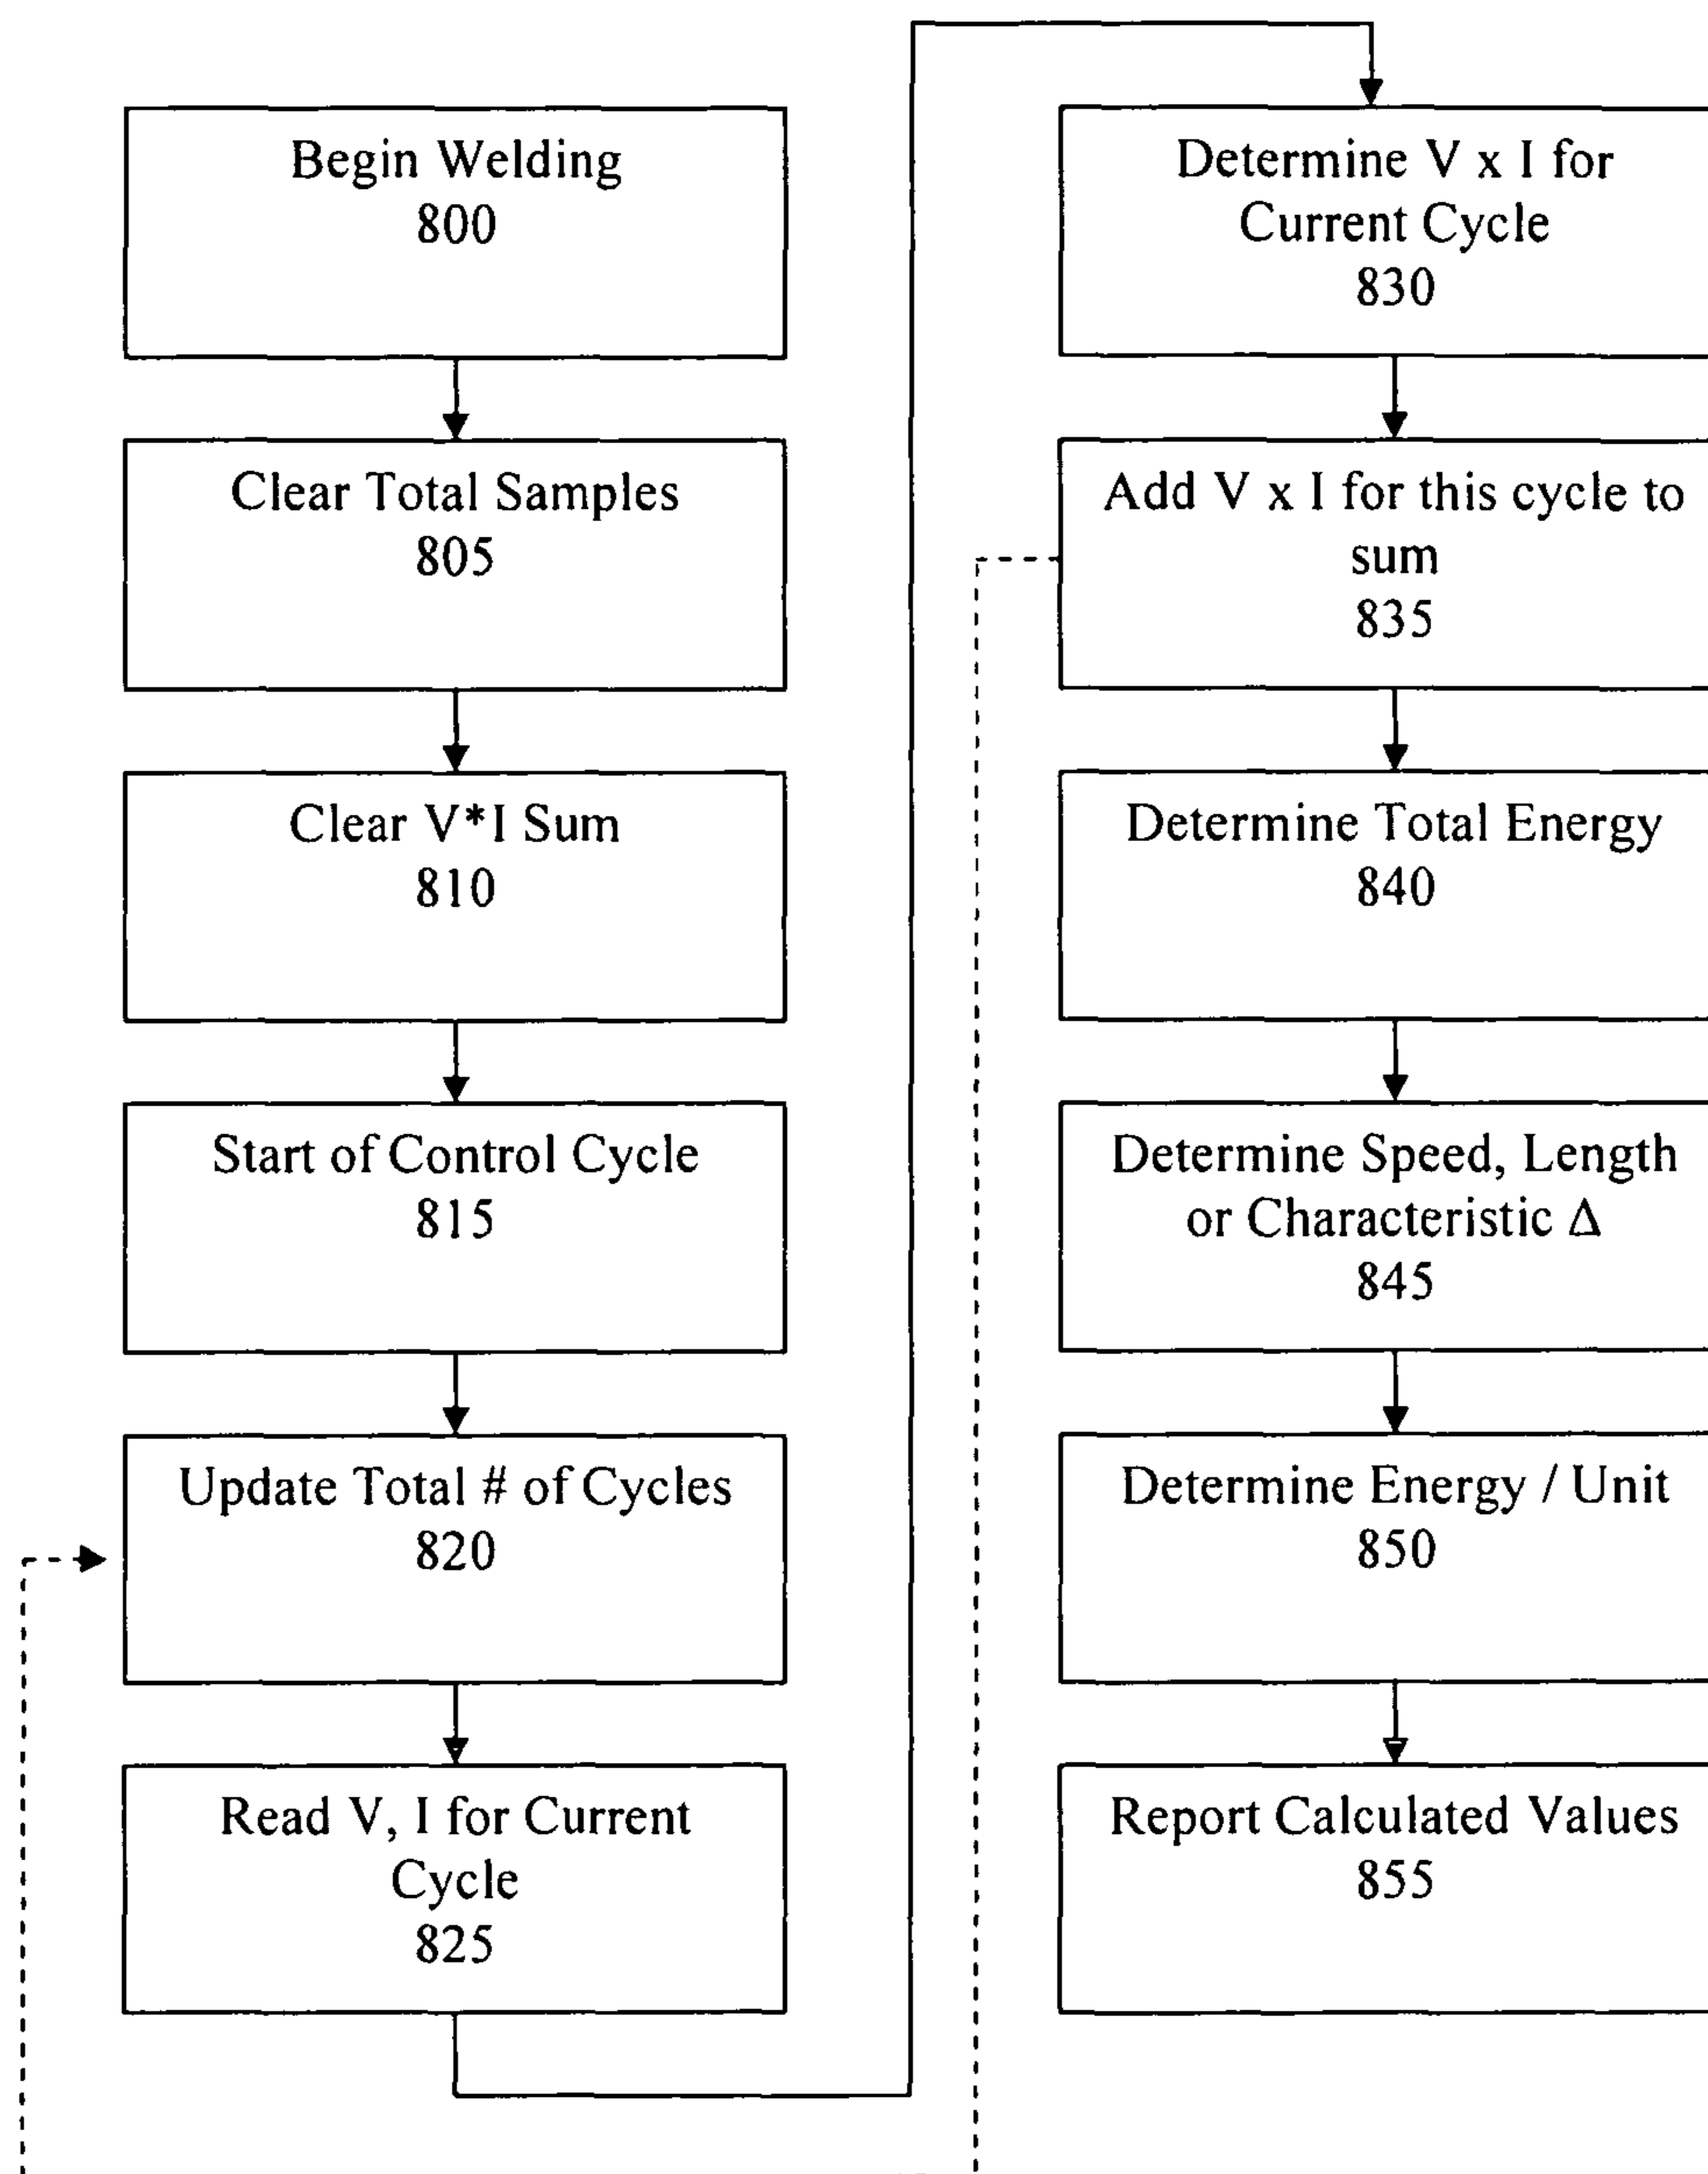 Begin Welding
800
Clear Total Samples
805
Clear V*I Sum
810
Start of Control Cycle
815
Update Total # of Cycles
820
Read V, I for Current
Cycle
825
Determine V x I for
Current Cycle
830
Add V x I for this cycle to
sum
835
Determine Total Energy
840
Determine Speed, Length
or Characteristic Δ
845
Determine Energy / Unit
850
Report Calculated Values
855